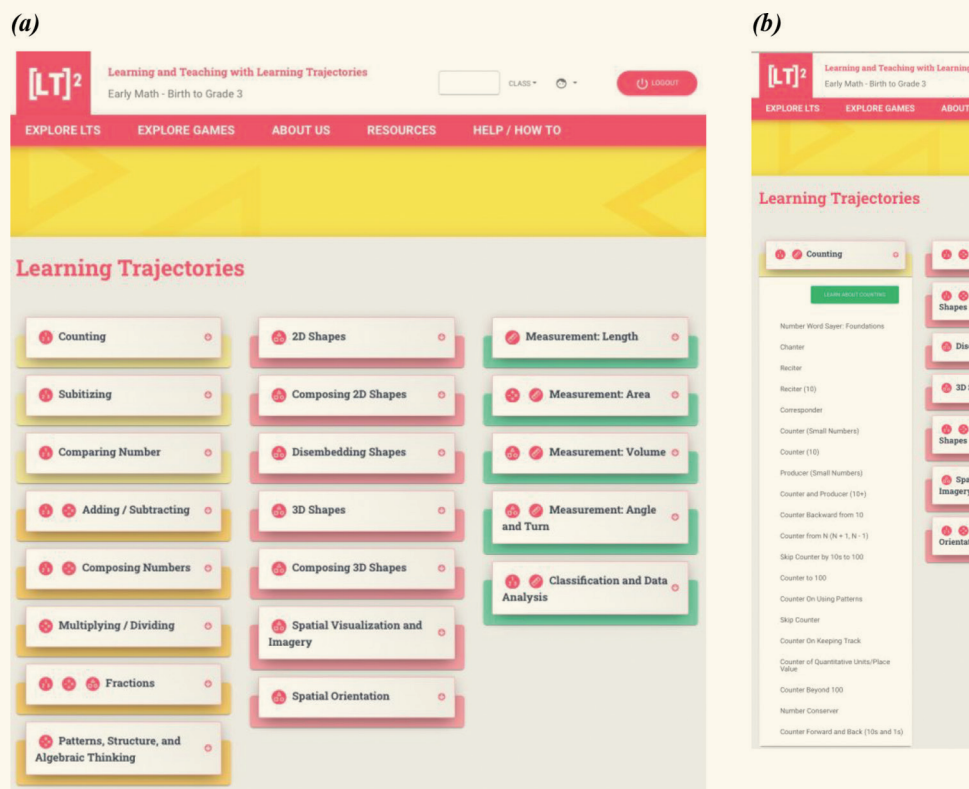 (a)
[LT]²
Learning and Teaching with Learning Trajectories
Early Math - Birth to Grade 3
CLASS
LOGOUT
EXPLORE LTS EXPLORE GAMES ABOUT US RESOURCES HELP / HOW TO
Learning Trajectories
Counting
Subitizing
Comparing Number
Adding / Subtracting
Composing Numbers
Multiplying / Dividing
Fractions
Patterns, Structure, and
Algebraic Thinking
2D Shapes
Composing 2D Shapes
Disembedding Shapes
3D Shapes
Composing 3D Shapes
Spatial Visualization and
Imagery
Spatial Orientation
Measurement: Length
Measurement: Area
Measurement: Volume
Measurement: Angle
and Turn
Classification and Data
Analysis
(b)
[LT]²
Learning and Teaching with Learning
Early Math - Birth to Grade 3
EXPLORE LTS EXPLORE GAMES ABOUT
Learning Trajectories
Counting
LEARN ABOUT COUNTING
Number Word Sayer: Foundations
Chanter
Reciter
Reciter (10)
Corresponder
Counter (Small Numbers)
Counter (10)
Producer (Small Numbers)
Counter and Producer (10+)
Counter Backward from 10
Counter from N (N + 1, N - 1)
Skip Counter by 10s to 100
Counter to 100
Counter On Using Patterns
Skip Counter
Counter On Keeping Track
Counter of Quantitative Units/Place
Value
Counter Beyond 100
Number Conserver
Counter Forward and Back (10s and 1s)
Shapes
Dis
3D
Shapes
Spa
Imagery
Orienta